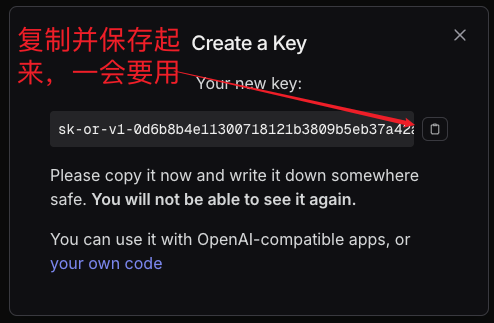 复制并保存起
来，一会要用
Create a Key
Your new key:
sk-or-v1-0d6b8b4e11300718121b3809b5eb37a42a
Please copy it now and write it down somewhere
safe. You will not be able to see it again.
You can use it with OpenAI-compatible apps, or
your own code